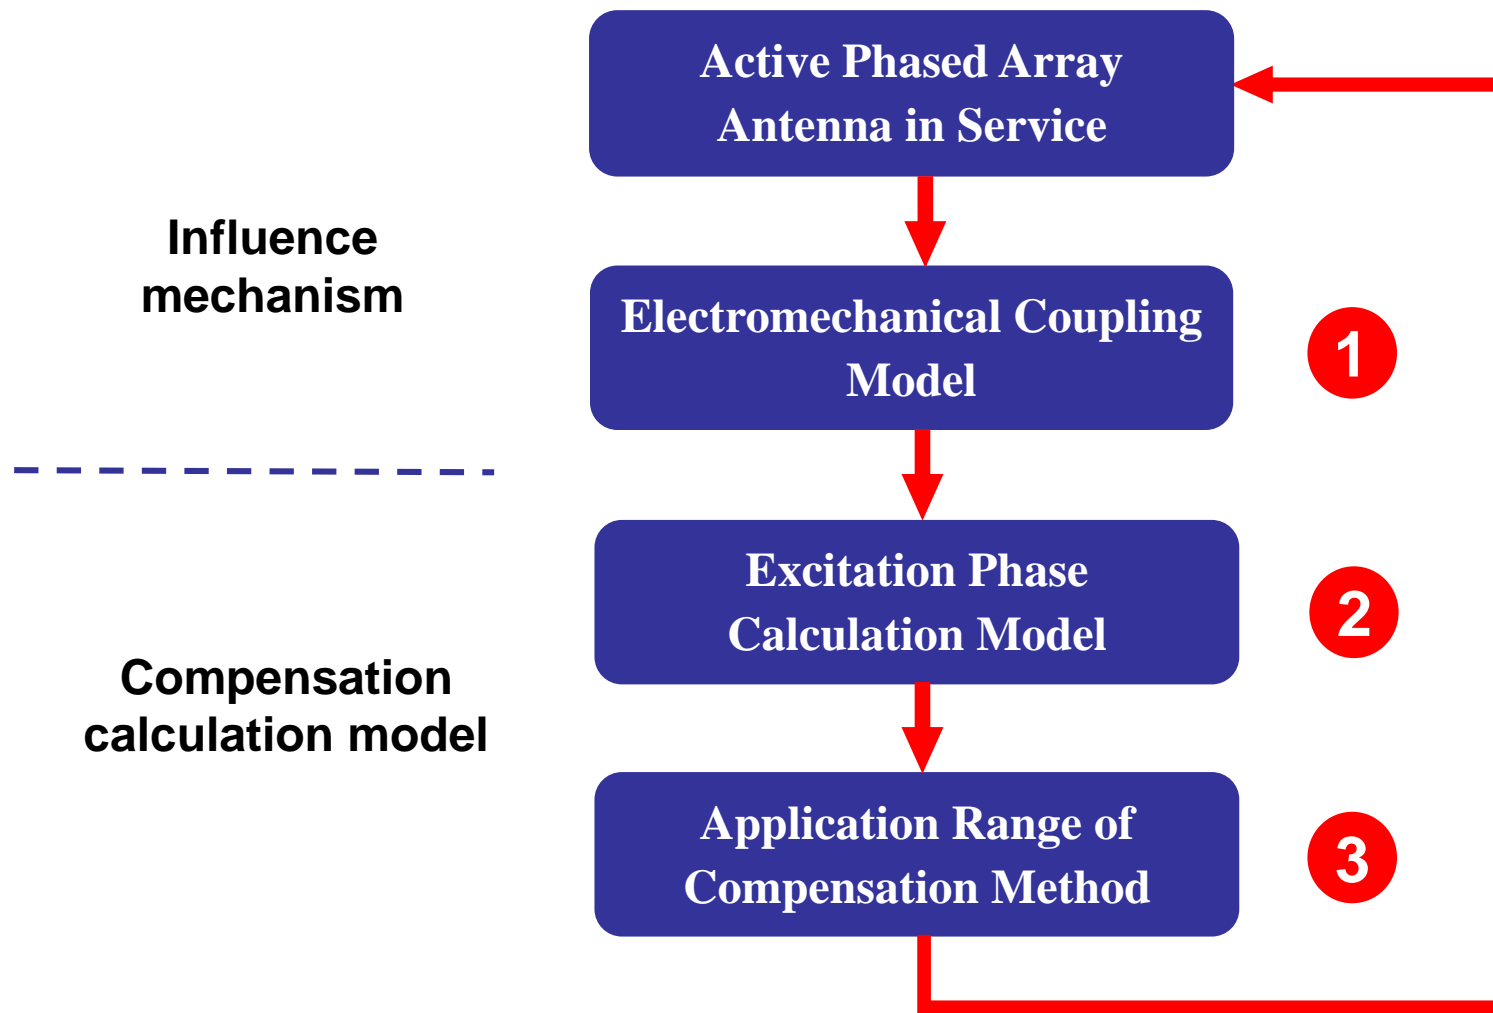 Active Phased Array
Antenna in Service
Influence
mechanism
Electromechanical Coupling
Model
1
Excitation Phase
Calculation Model
2
Compensation
calculation model
Application Range of
Compensation Method
3